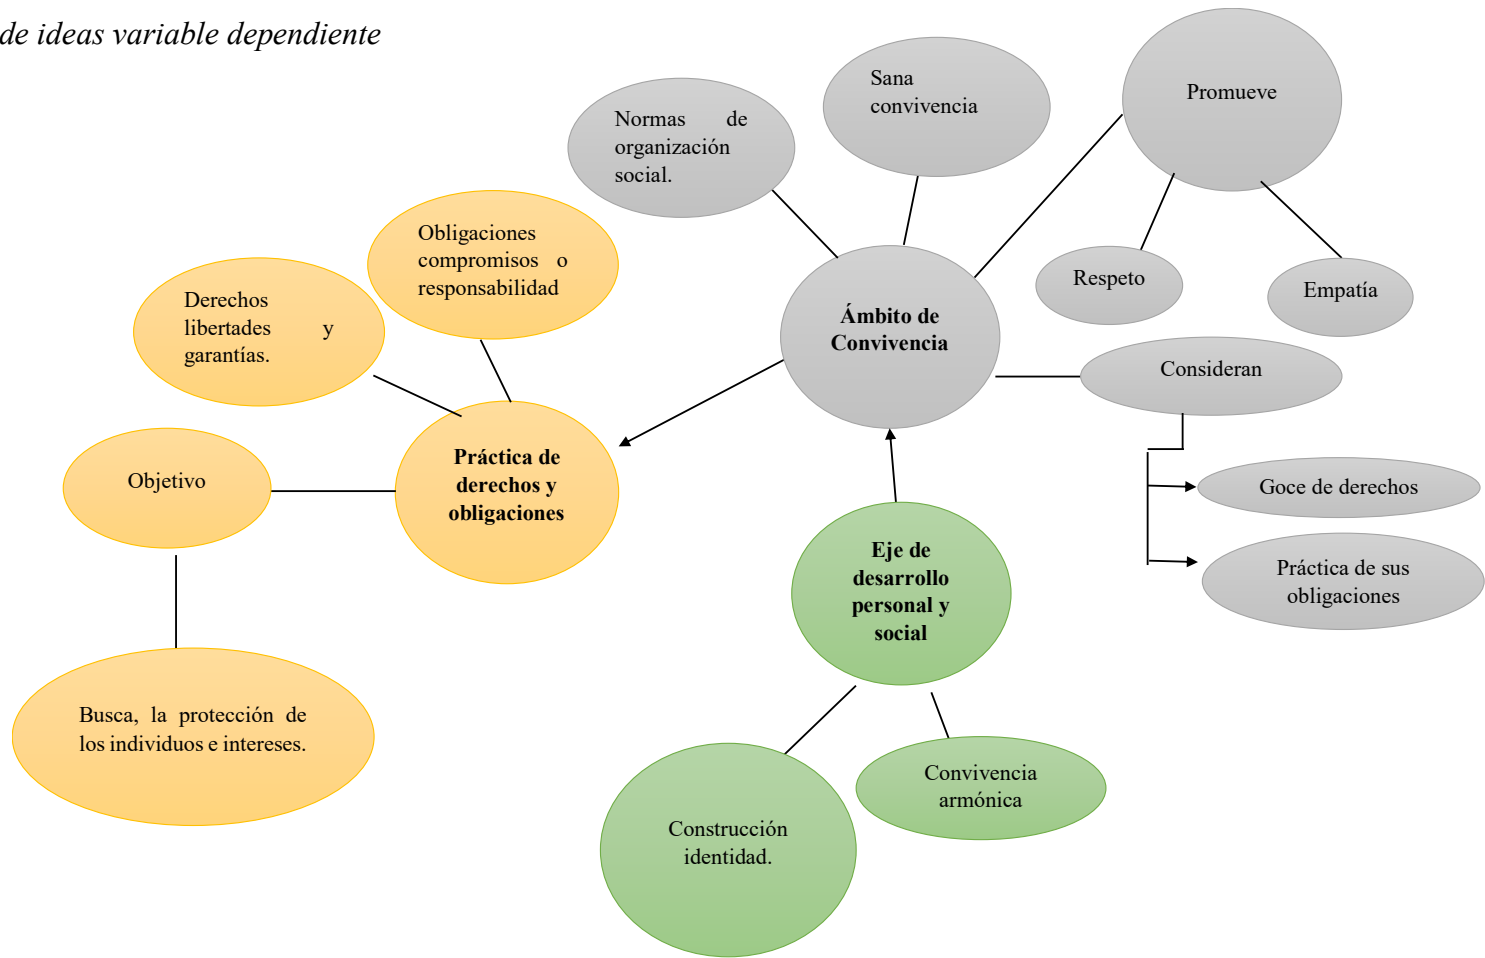 de ideas variable dependiente
Promueve
Sana
convivencia
Normas de
organización
social.
Obligaciones
compromisos o
responsabilidad
Respeto
Empatía
Derechos
libertades y
garantías.
Ámbito de
Convivencia
Consideran
Práctica de
derechos y
obligaciones
Objetivo
Goce de derechos
Eje de
desarrollo
personal y
social
Práctica de sus
obligaciones
Busca, la protección de
los individuos e intereses.
Convivencia
armónica
Construcción
identidad.